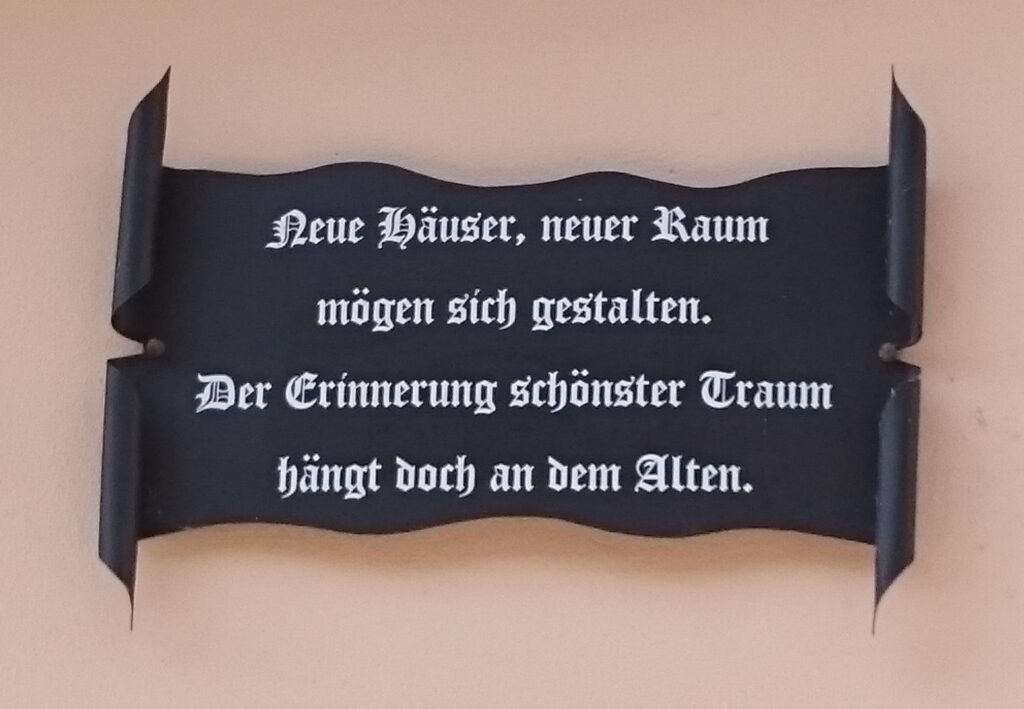 Neue Häuser, neuer Raum
mögen sich gestalten.
Der Erinnerung schönster Traum
hängt doch an dem Alten.